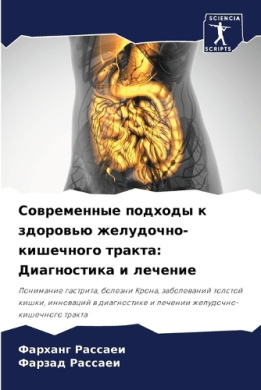 SCIENCIA
SCRIPTS
Современные подходы к
здоровью желудочно-
кишечного тракта:
Диагностика и лечение
Понимание гастрита, болезни Крона, заболеваний толстой
кишки, инноваций в диагностике и лечении желудочно-
кишечного тракта
Фарханг Рассаеи
Фарзад Рассаеи